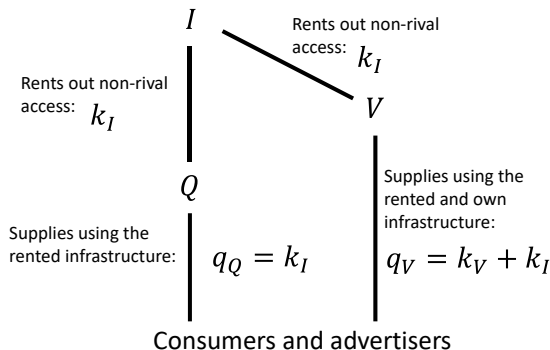 I
Rents out non-rival
access: k_I
Rents out non-rival
access: k_I
V
Q
Supplies using the
rented and own
infrastructure:
q_V = k_V + k_I
Supplies using the
rented infrastructure:
q_Q = k_I
Consumers and advertisers